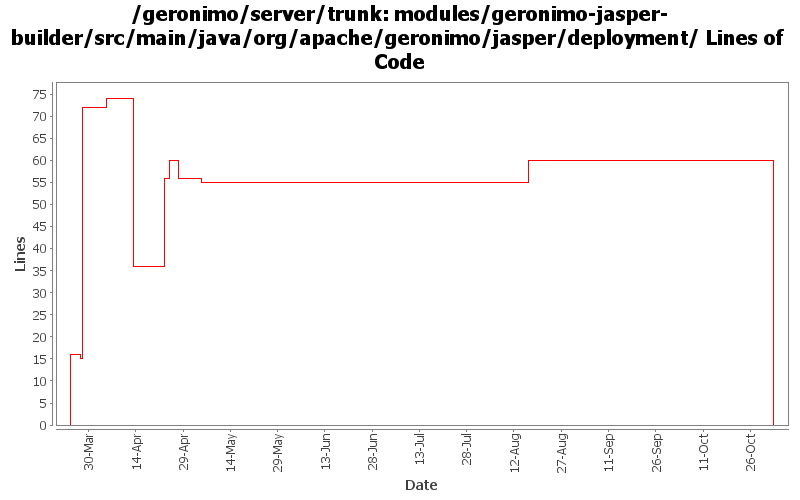 /geronimo/server/trunk: modules/geronimo-jasper-
builder/src/main/java/org/apache/geronimo/jasper/deployment/ Lines of
Code
75
70
65
60
55
50
45
40
35
30
25
20
15
10
5
0
Lines
30-Mar
14-Apr
29-Apr
14-May
29-May
13-Jun
28-Jun
13-Jul
28-Jul
12-Aug
27-Aug
11-Sep
26-Sep
11-Oct
26-Oct
Date